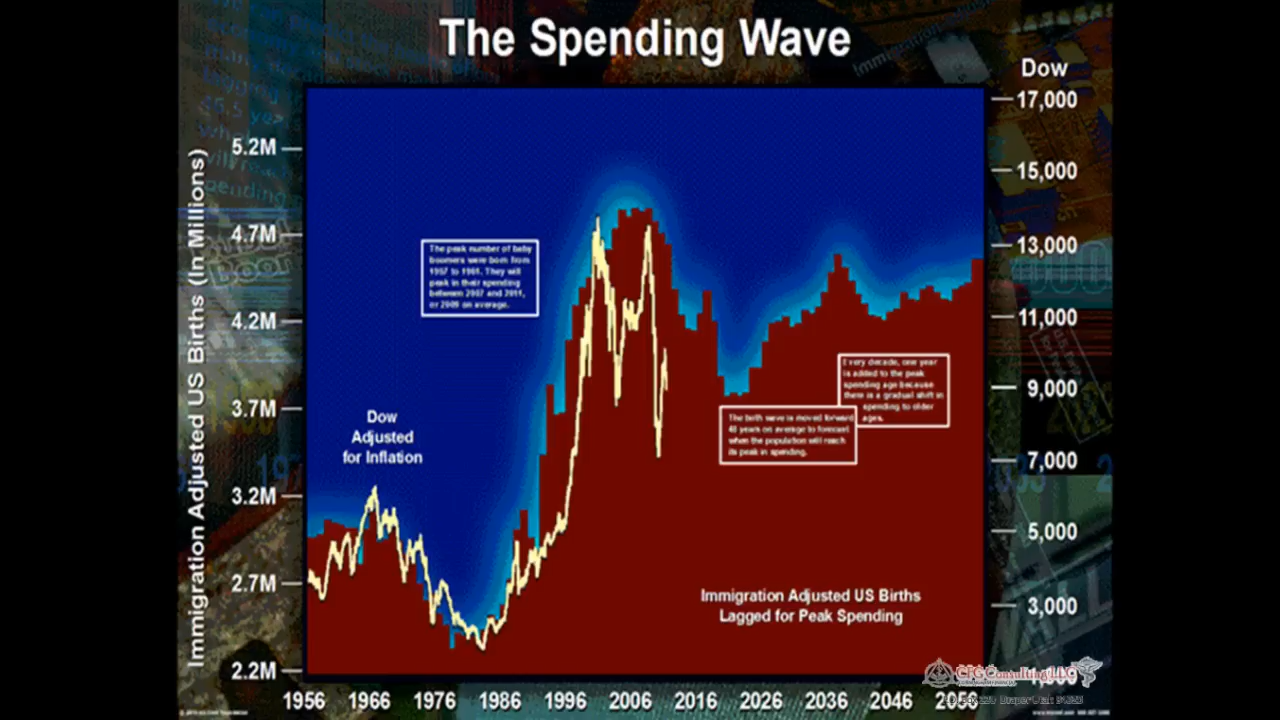 The Spending Wave
Dow
17,000
15,000
13,000
11,000
9,000
7,000
5,000
3,000
Immigration Adjusted US Births (In Millions)
5.2M
4.7M
4.2M
3.7M
3.2M
2.7M
2.2M
The peak number of baby
boomers were born from
1957 to 1961. They will
peak in their spending
between 2007 and 2011,
or 2009 on average.
Dow
Adjusted
for Inflation
Every decade, one year
is added to the peak
spending age because
there is a gradual shift in
spending to older
ages.
The birth wave is moved forward
48 years on average to forecast
when the population will reach
its peak in spending.
Immigration Adjusted US Births
Lagged for Peak Spending
CFG Consulting LLC
1956 1966 1976 1986 1996 2006 2016 2026 2036 2046 2056